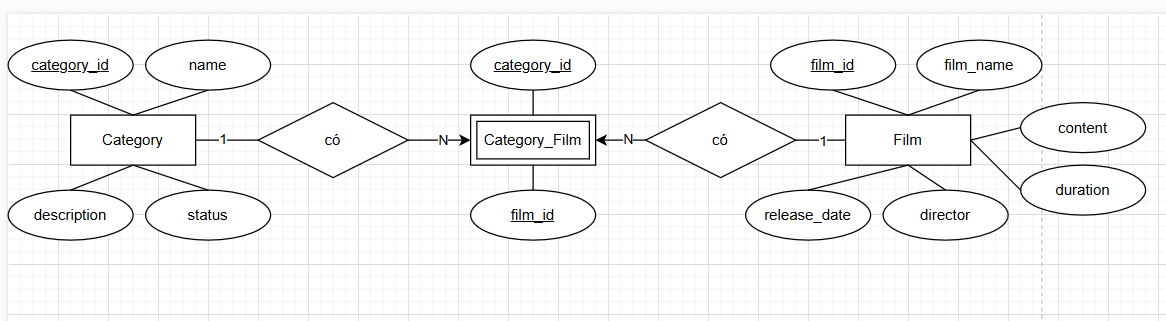 category_id
name
category_id
film_id
film_name
content
Category
1
có
N
Category_Film
N
có
1
Film
duration
description
status
film_id
release_date
director